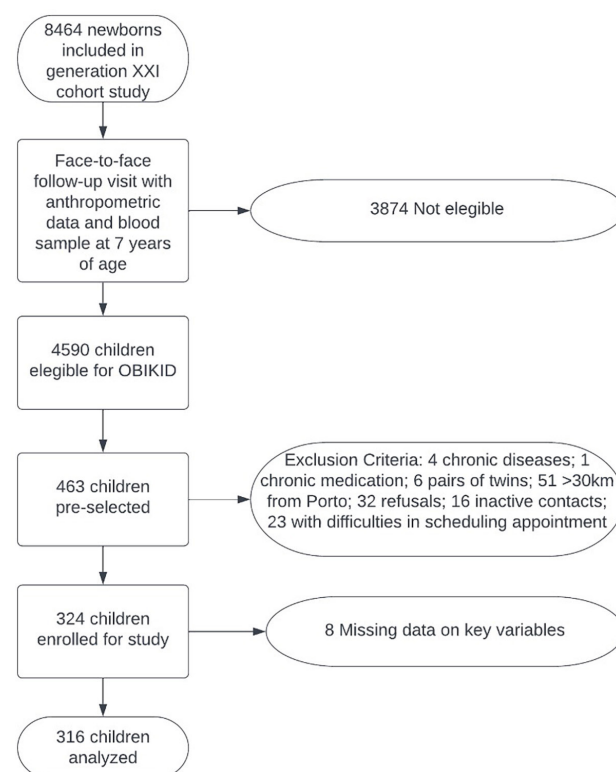 8464 newborns
included in
generation XXI
cohort study
Face-to-face
follow-up visit with
anthropometric
data and blood
sample at 7 years
of age
3874 Not elegible
4590 children
elegible for OBIKID
463 children
pre-selected
Exclusion Criteria: 4 chronic diseases; 1
chronic medication; 6 pairs of twins; 51 >30km
from Porto; 32 refusals; 16 inactive contacts;
23 with difficulties in scheduling appointment
324 children
enrolled for study
8 Missing data on key variables
316 children
analyzed